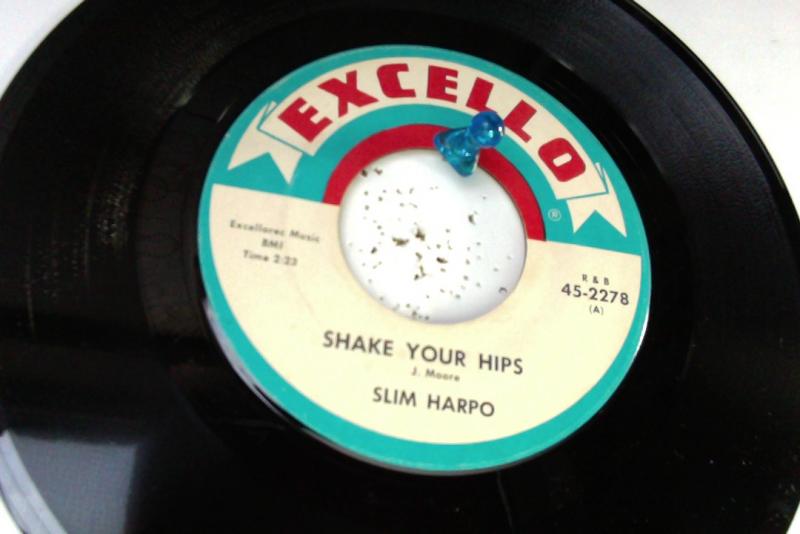 EXCELLO
®
Excellorec Music
BMI
Time 2:23
R & B
45-2278
(A)
SHAKE YOUR HIPS
J. Moore
SLIM HARPO